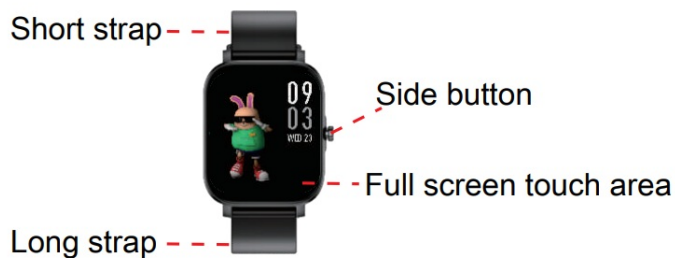 Short strap
09
03
WED 23
Side button
Full screen touch area
Long strap